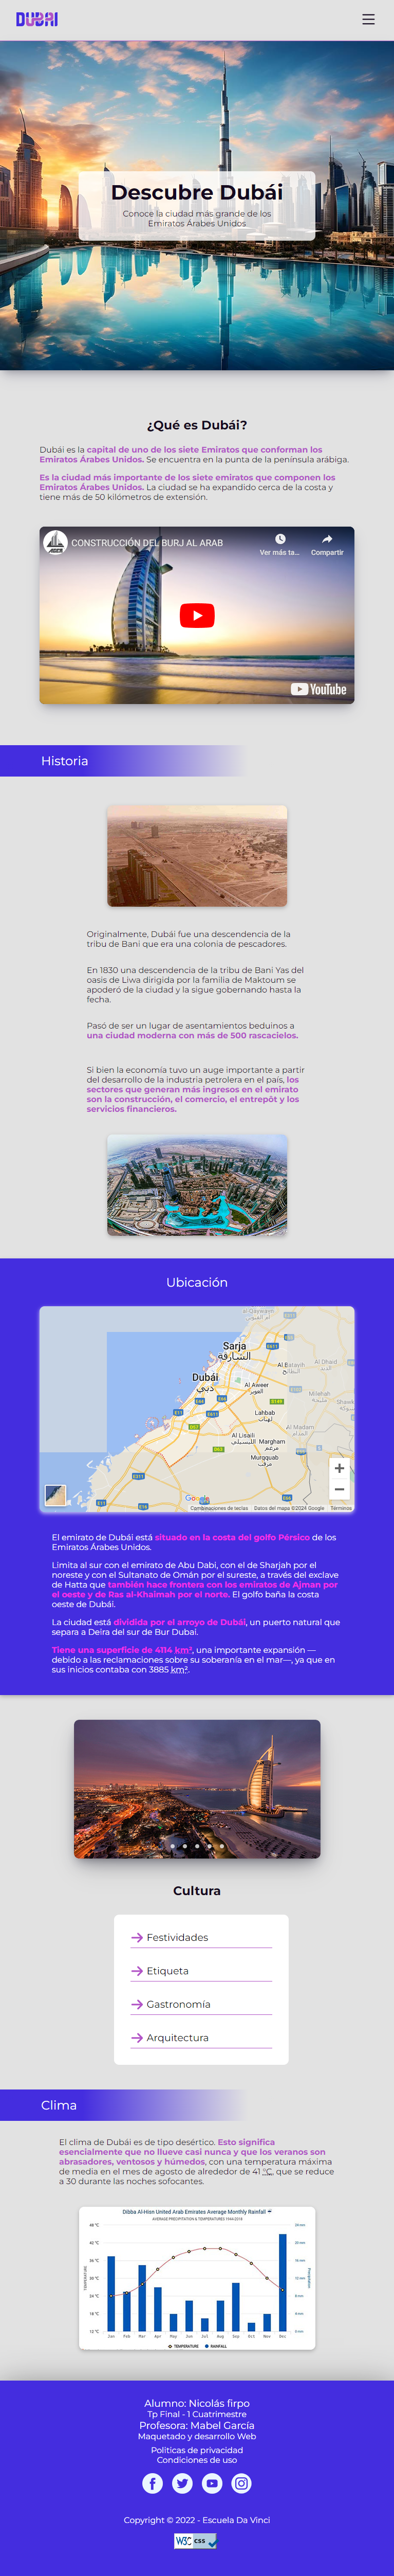 DUBAI
Descubre Dubái
Conoce la ciudad más grande de los
Emiratos Árabes Unidos
¿Qué es Dubái?
Dubái es la capital de uno de los siete Emiratos que conforman los
Emiratos Árabes Unidos. Se encuentra en la punta de la península arábiga.
Es la ciudad más importante de los siete emiratos que componen los
Emiratos Árabes Unidos. La ciudad se ha expandido cerca de la costa y
tiene más de 50 kilómetros de extensión.
CONSTRUCCIÓN DEL BURJ AL ARAB
Ver más ta...
Compartir
YouTube
Historia
Originalmente, Dubái fue una descendencia de la
tribu de Bani que era una colonia de pescadores.
En 1830 una descendencia de la tribu de Bani Yas del
oasis de Liwa dirigida por la familia de Maktoum se
apoderó de la ciudad y la sigue gobernando hasta la
fecha.
Pasó de ser un lugar de asentamientos beduinos a
una ciudad moderna con más de 500 rascacielos.
Si bien la economía tuvo un auge importante a partir
del desarrollo de la industria petrolera en el país, los
sectores que generan más ingresos en el emirato
son la construcción, el comercio, el entrepôt y los
servicios financieros.
Ubicación
Sarja
الشارقة
Dubái
دبي
Al Dhaid
Al Batayih
البطائح
Al Aweer
العوير
Milehah
مليحة
Lahbab
لهباب
Al Madam
المدام
Al Lisaili
الليسيلي
Margham
مرغم
Murqquab
مرقب
Google
Combinaciones de teclas
Datos del mapa ©2024 Google
Términos
El emirato de Dubái está situado en la costa del golfo Pérsico de los
Emiratos Árabes Unidos.
Limita al sur con el emirato de Abu Dabi, con el de Sharjah por el
noreste y con el Sultanato de Omán por el sureste, a través del exclave
de Hatta que también hace frontera con los emiratos de Ajman por
el oeste y de Ras al-Khaimah por el norte. El golfo baña la costa
oeste de Dubái.
La ciudad está dividida por el arroyo de Dubái, un puerto natural que
separa a Deira del sur de Bur Dubai.
Tiene una superficie de 4114 km², una importante expansión —
debido a las reclamaciones sobre su soberanía en el mar—, ya que en
sus inicios contaba con 3885 km².
Cultura
Festividades
Etiqueta
Gastronomía
Arquitectura
Clima
El clima de Dubái es de tipo desértico. Esto significa
esencialmente que no llueve casi nunca y que los veranos son
abrasadores, ventosos y húmedos, con una temperatura máxima
de media en el mes de agosto de alrededor de 41 °C, que se reduce
a 30 durante las noches sofocantes.
Dibba Al-Hisn United Arab Emirates Average Monthly Rainfall
AVERAGE PRECIPITATION & TEMPERATURES 1944-2018
Jan Feb Mar Apr May Jun Jul Aug Sep Oct Nov Dec
TEMPERATURE RAINFALL
Alumno: Nicolás firpo
Tp Final - 1 Cuatrimestre
Profesora: Mabel García
Maquetado y desarrollo Web
Políticas de privacidad
Condiciones de uso
Copyright © 2022 - Escuela Da Vinci
W3C css